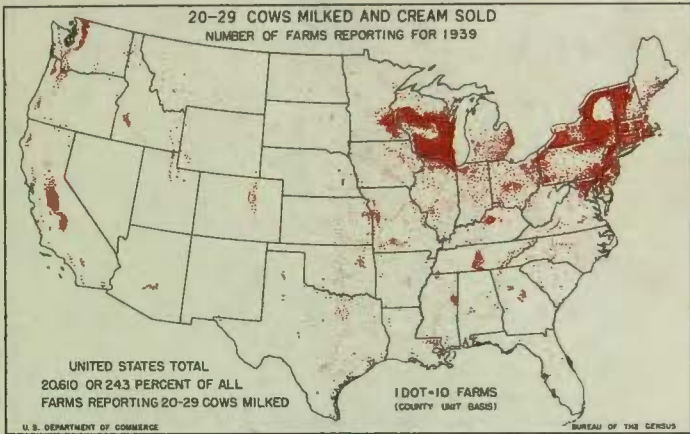 20-29 COWS MILKED AND CREAM SOLD
NUMBER OF FARMS REPORTING FOR 1939
UNITED STATES TOTAL
20,610 OR 24.3 PERCENT OF ALL
FARMS REPORTING 20-29 COWS MILKED
1 DOT=10 FARMS
(COUNTY UNIT BASIS)
U. S. DEPARTMENT OF COMMERCE
BUREAU OF THE CENSUS